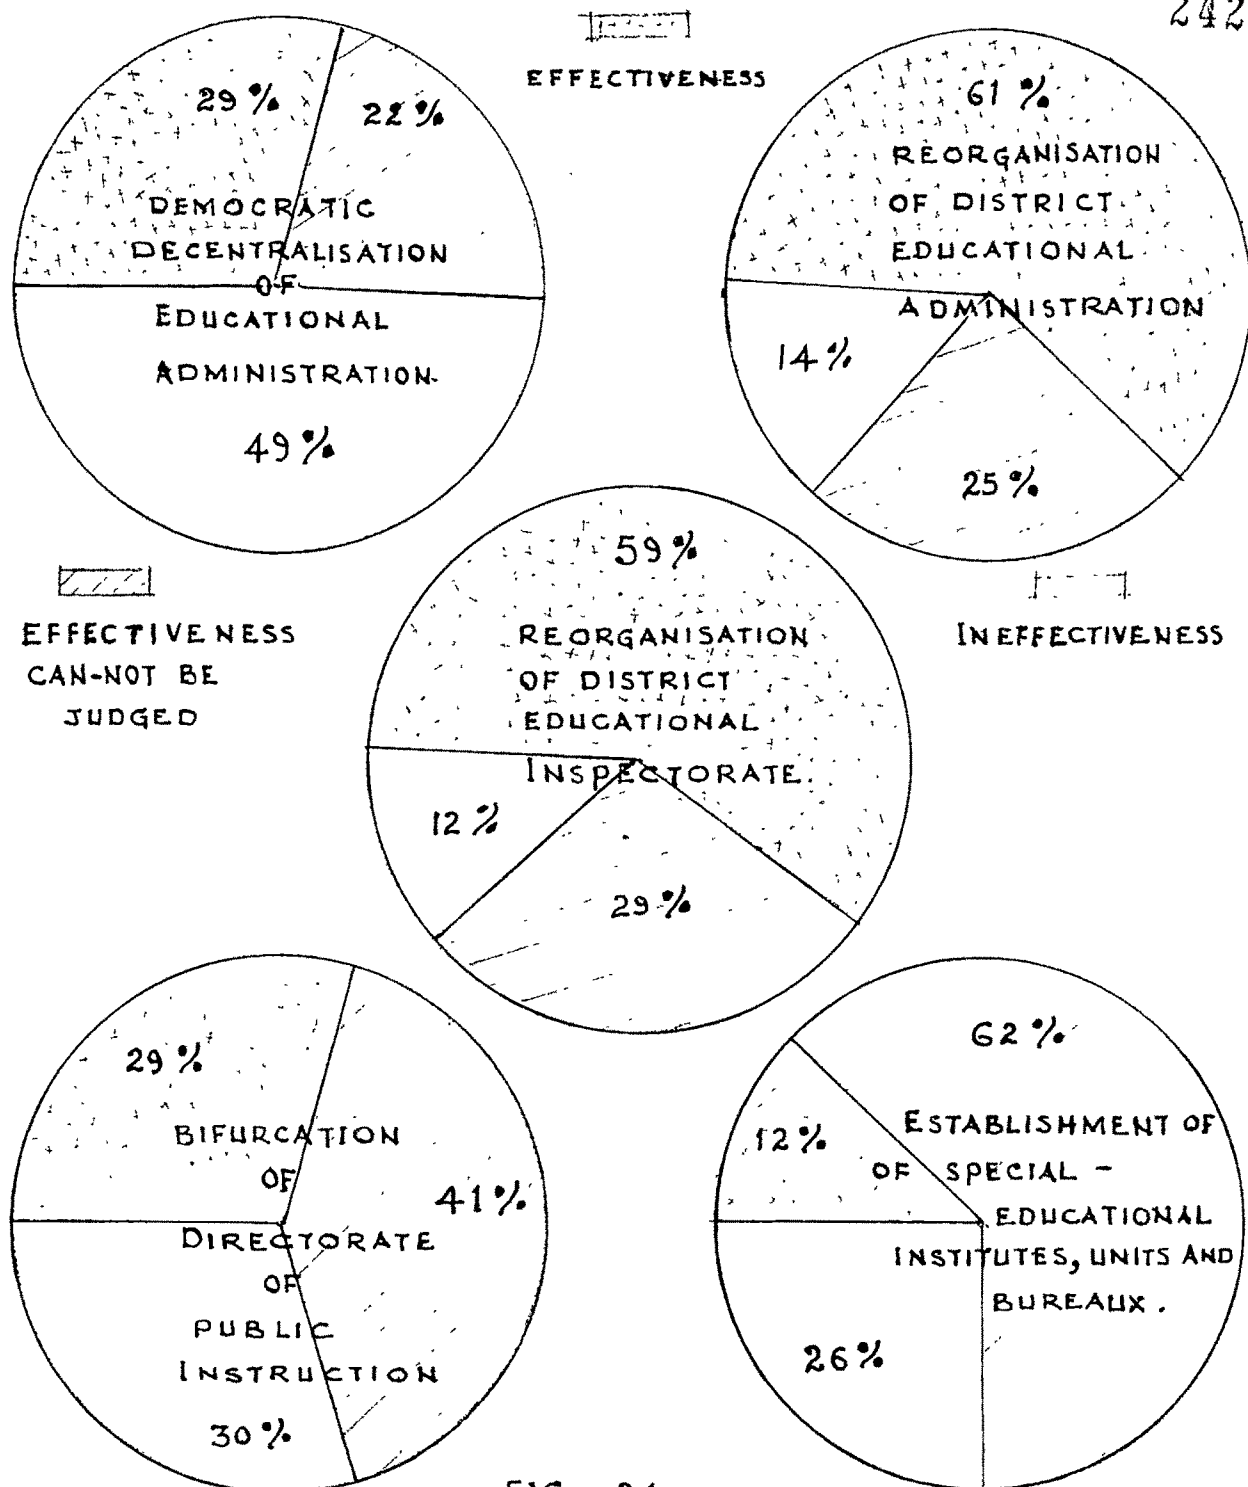 242
EFFECTIVENESS
29%
22%
DEMOCRATIC
DECENTRALISATION
OF
EDUCATIONAL
ADMINISTRATION.
49%
61%
REORGANISATION
OF DISTRICT
EDUCATIONAL
ADMINISTRATION
14%
25%
EFFECTIVENESS
CAN-NOT BE
JUDGED
59%
REORGANISATION
OF DISTRICT
EDUCATIONAL
INSPECTORATE.
12%
29%
INEFFECTIVENESS
29%
BIFURCATION
OF
41%
DIRECTORATE
OF
PUBLIC
INSTRUCTION
30%
62%
12%
ESTABLISHMENT OF
OF SPECIAL -
EDUCATIONAL
INSTITUTES, UNITS AND
BUREAUX.
26%